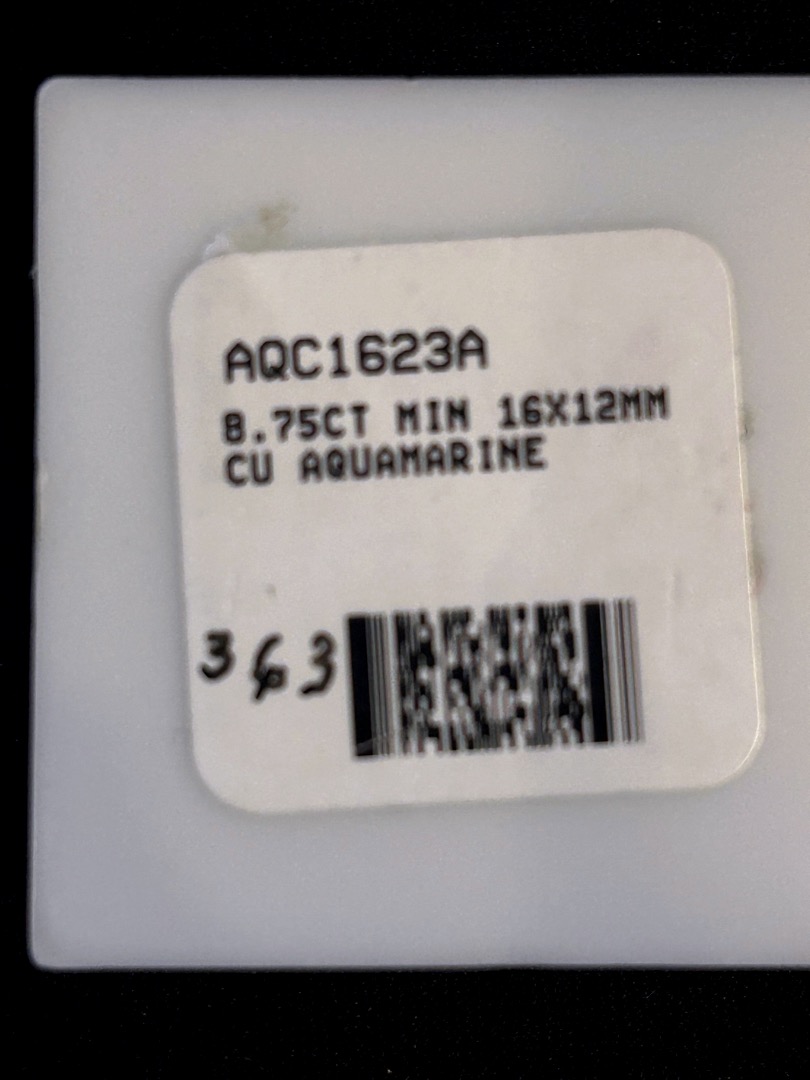 AQC1623A
8.75CT MIN 16X12MM
CU AQUAMARINE
363